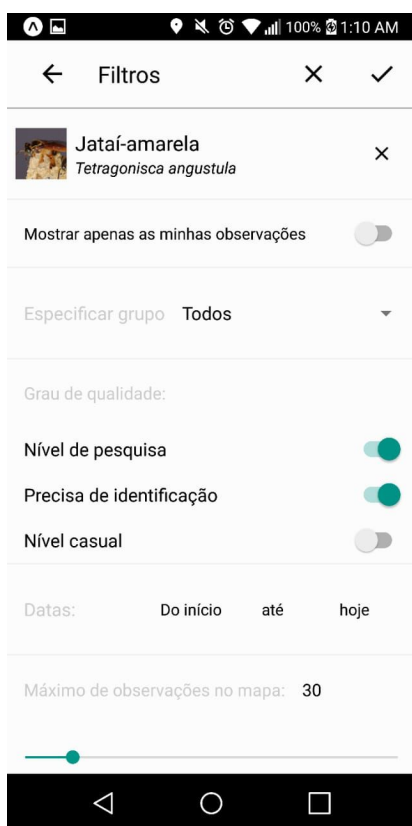 100% 1:10 AM
Filtros
Jataí-amarela
Tetragonisca angustula
Mostrar apenas as minhas observações
Especificar grupo Todos
Grau de qualidade:
Nível de pesquisa
Precisa de identificação
Nível casual
Datas: Do início até hoje
Máximo de observações no mapa: 30